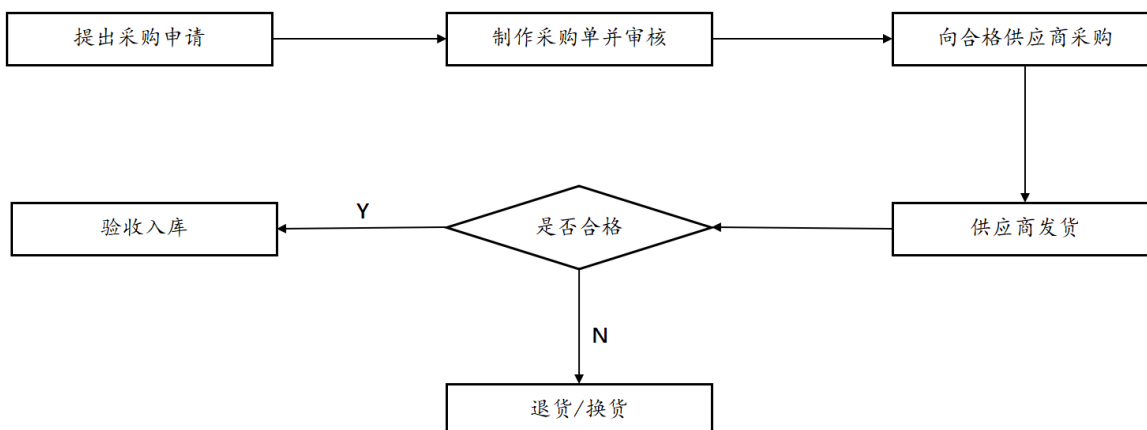 提出采购申请
制作采购单并审核
向合格供应商采购
验收入库
Y
是否合格
供应商发货
N
退货/换货